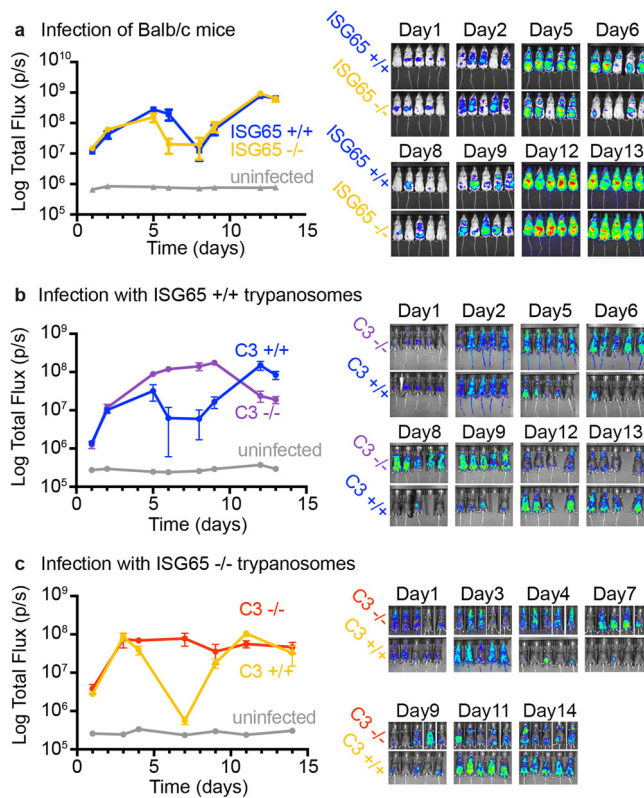 a Infection of Balb/c mice
Log Total Flux (p/s)
10^10
10^9
10^8
10^7
10^6
10^5
ISG65 +/+
ISG65 -/-
uninfected
0 5 10 15
Time (days)
Day1 Day2 Day5 Day6
ISG65 +/+
ISG65 -/-
Day8 Day9 Day12 Day13
ISG65 +/+
ISG65 -/-
b Infection with ISG65 +/+ trypanosomes
Log Total Flux (p/s)
10^9
10^8
10^7
10^6
10^5
C3 +/+
C3 -/-
uninfected
0 5 10 15
Time (days)
Day1 Day2 Day5 Day6
C3 -/-
C3 +/+
Day8 Day9 Day12 Day13
C3 -/-
C3 +/+
c Infection with ISG65 -/- trypanosomes
Log Total Flux (p/s)
10^9
10^8
10^7
10^6
10^5
C3 -/-
C3 +/+
uninfected
0 5 10 15
Time (days)
Day1 Day3 Day4 Day7
C3 -/-
C3 +/+
Day9 Day11 Day14
C3 -/-
C3 +/+